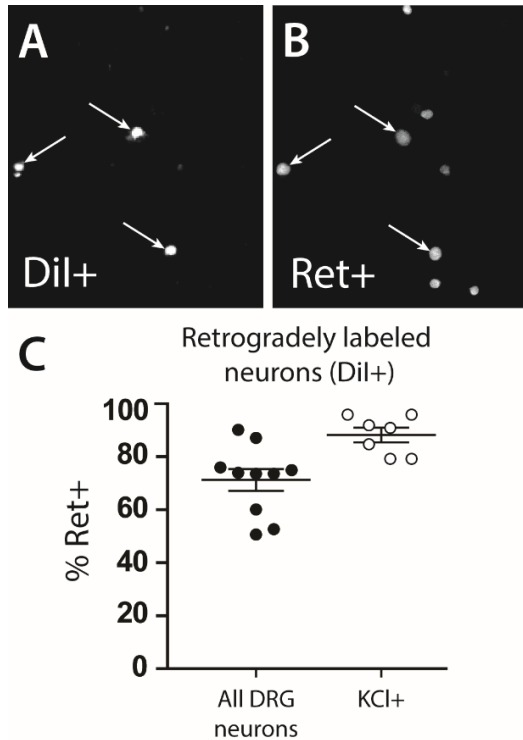 A
B
DiI+
Ret+
C
Retrogradely labeled
neurons (DiI+)
% Ret+
100
80
60
40
20
0
All DRG
neurons
KCl+